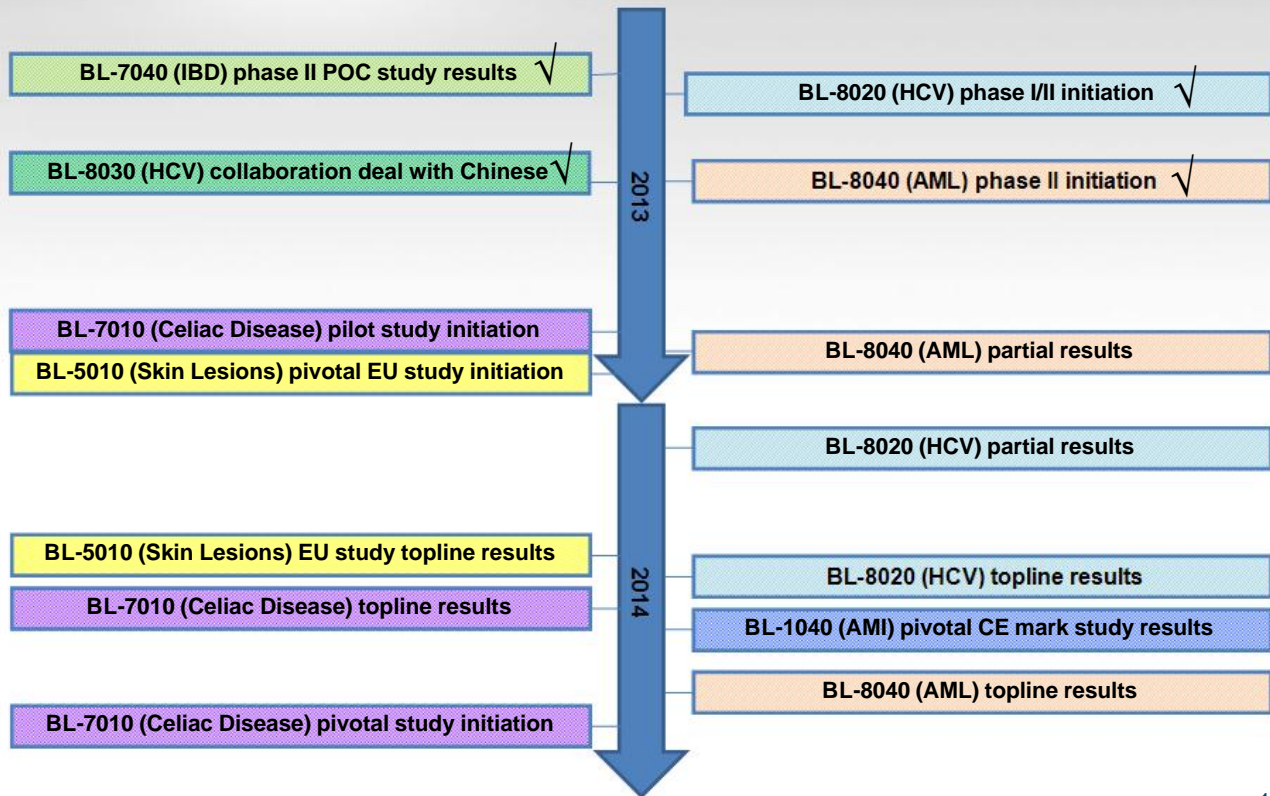 BL-7040 (IBD) phase II POC study results √
BL-8020 (HCV) phase I/II initiation √
BL-8030 (HCV) collaboration deal with Chinese √
BL-8040 (AML) phase II initiation √
2013
BL-7010 (Celiac Disease) pilot study initiation
BL-8040 (AML) partial results
BL-5010 (Skin Lesions) pivotal EU study initiation
BL-8020 (HCV) partial results
BL-5010 (Skin Lesions) EU study topline results
2014
BL-8020 (HCV) topline results
BL-7010 (Celiac Disease) topline results
BL-1040 (AMI) pivotal CE mark study results
BL-8040 (AML) topline results
BL-7010 (Celiac Disease) pivotal study initiation